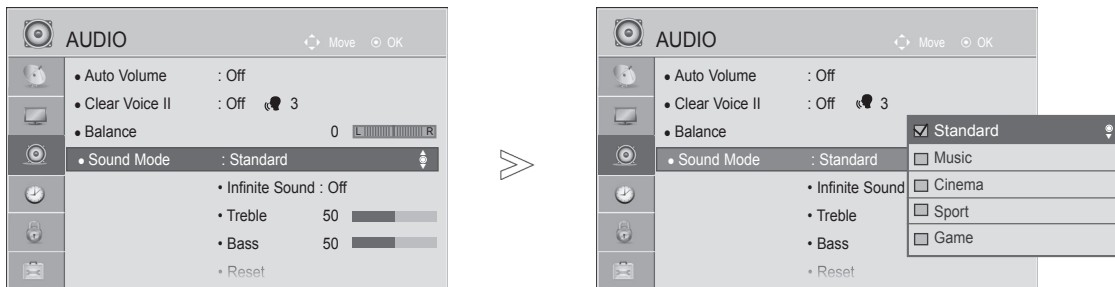 AUDIO Move OK
• Auto Volume : Off
• Clear Voice II : Off 3
• Balance 0 L R
• Sound Mode : Standard
• Infinite Sound : Off
• Treble 50
• Bass 50
• Reset
AUDIO Move OK
• Auto Volume : Off
• Clear Voice II : Off 3
• Balance
• Sound Mode : Standard
• Infinite Sound
• Treble
• Bass
• Reset
Standard
Music
Cinema
Sport
Game